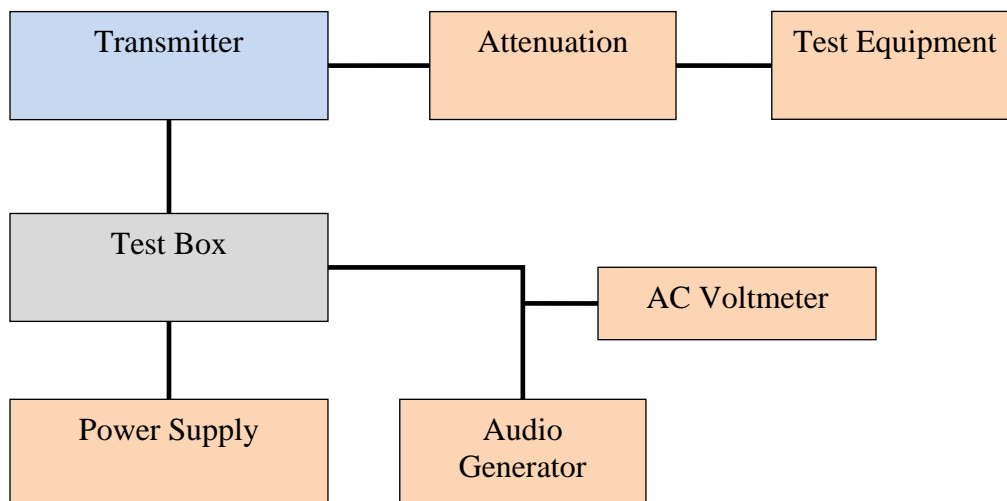 Transmitter
Attenuation
Test Equipment
Test Box
AC Voltmeter
Power Supply
Audio
Generator